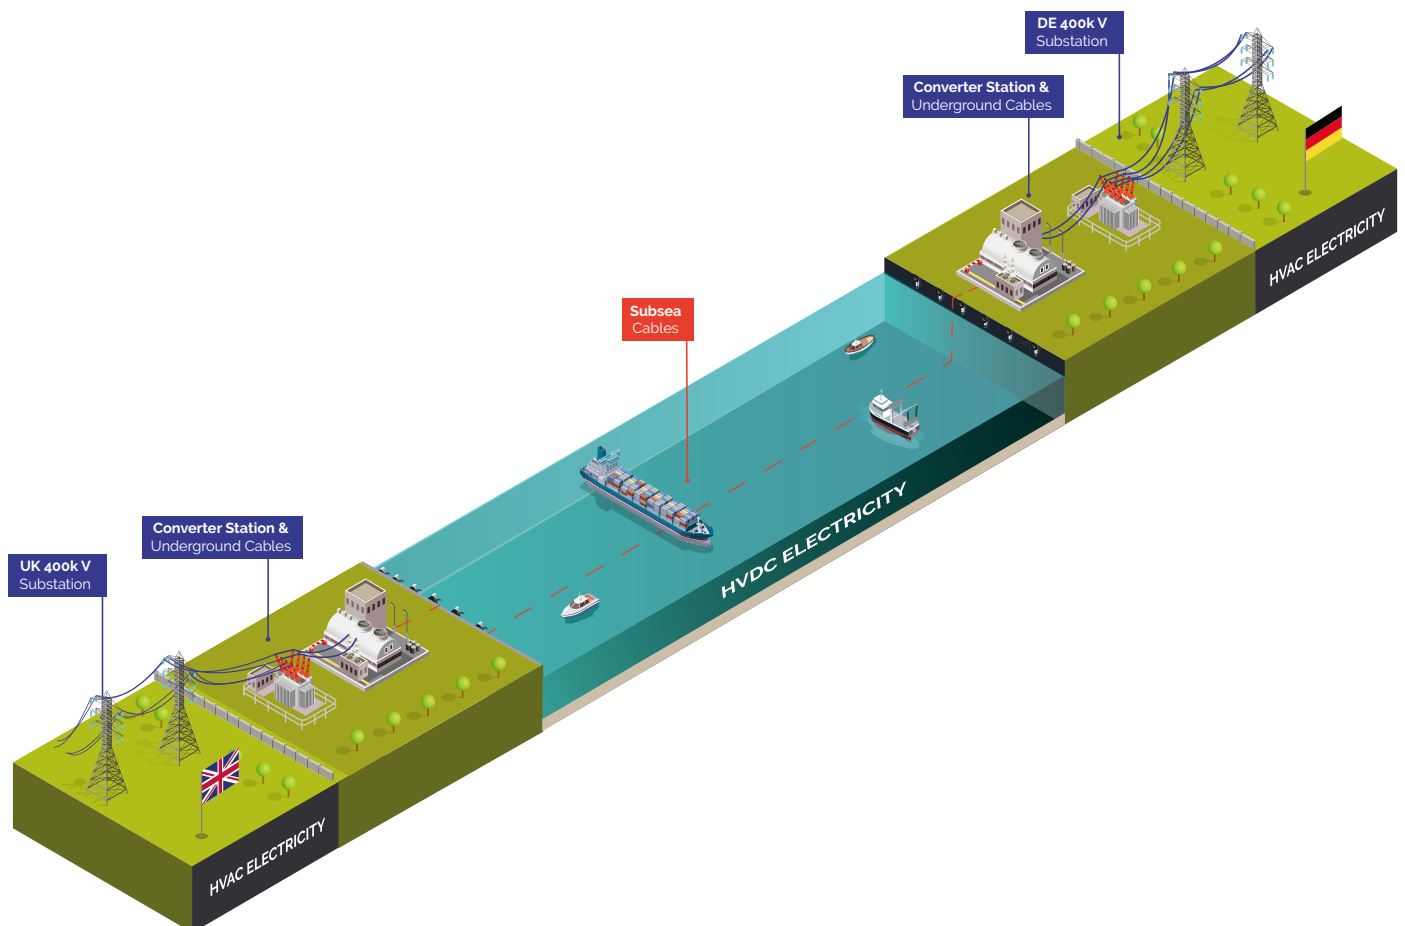 DE 400k V
Substation
Converter Station &
Underground Cables
HVAC ELECTRICITY
Subsea
Cables
HVDC ELECTRICITY
Converter Station &
Underground Cables
UK 400k V
Substation
HVAC ELECTRICITY